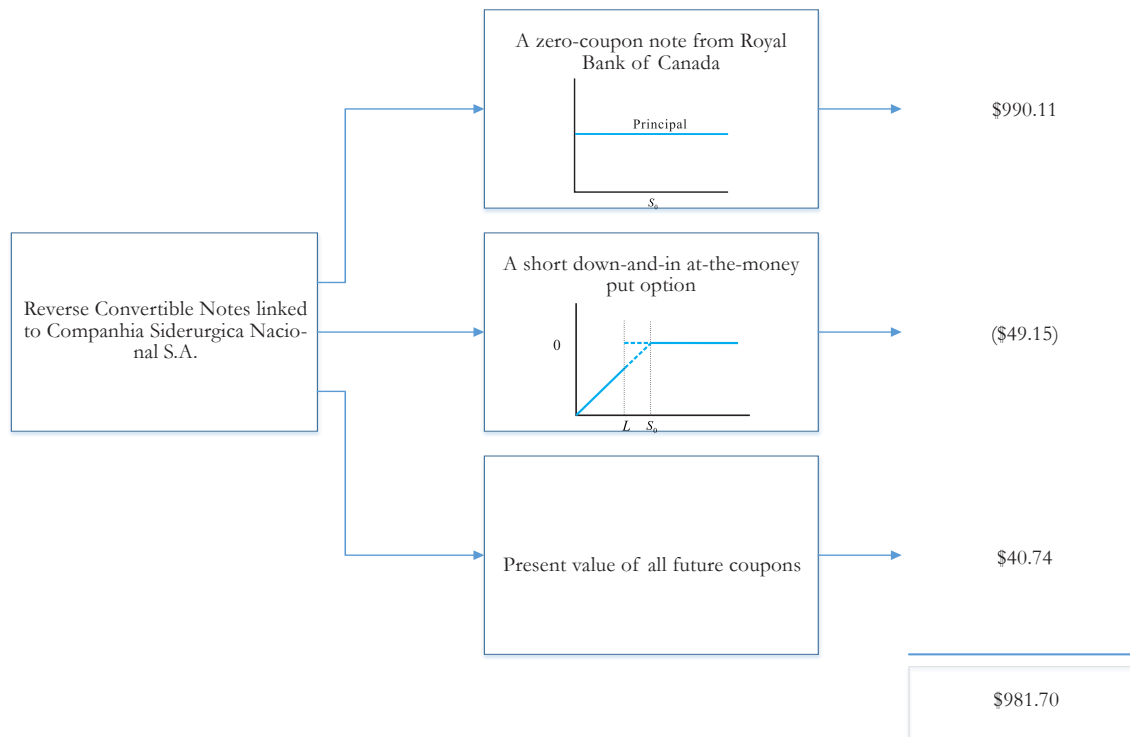 A zero-coupon note from Royal
Bank of Canada
Principal
S₀
$990.11
Reverse Convertible Notes linked
to Companhia Siderurgica Nacio-
nal S.A.
A short down-and-in at-the-money
put option
0
L S₀
($49.15)
Present value of all future coupons
$40.74
$981.70